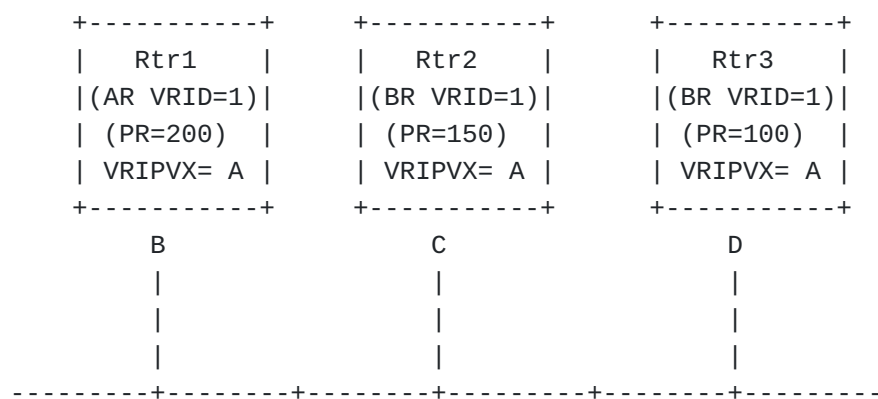 +-----------+ +-----------+ +-----------+
| Rtr1 | | Rtr2 | | Rtr3 |
|(AR VRID=1)| |(BR VRID=1)| |(BR VRID=1)|
| (PR=200) | | (PR=150) | | (PR=100) |
| VRIPVX= A | | VRIPVX= A | | VRIPVX= A |
+-----------+ +-----------+ +-----------+
B C D
| | |
| | |
| | |
---------+--------+--------+---------+--------+---------